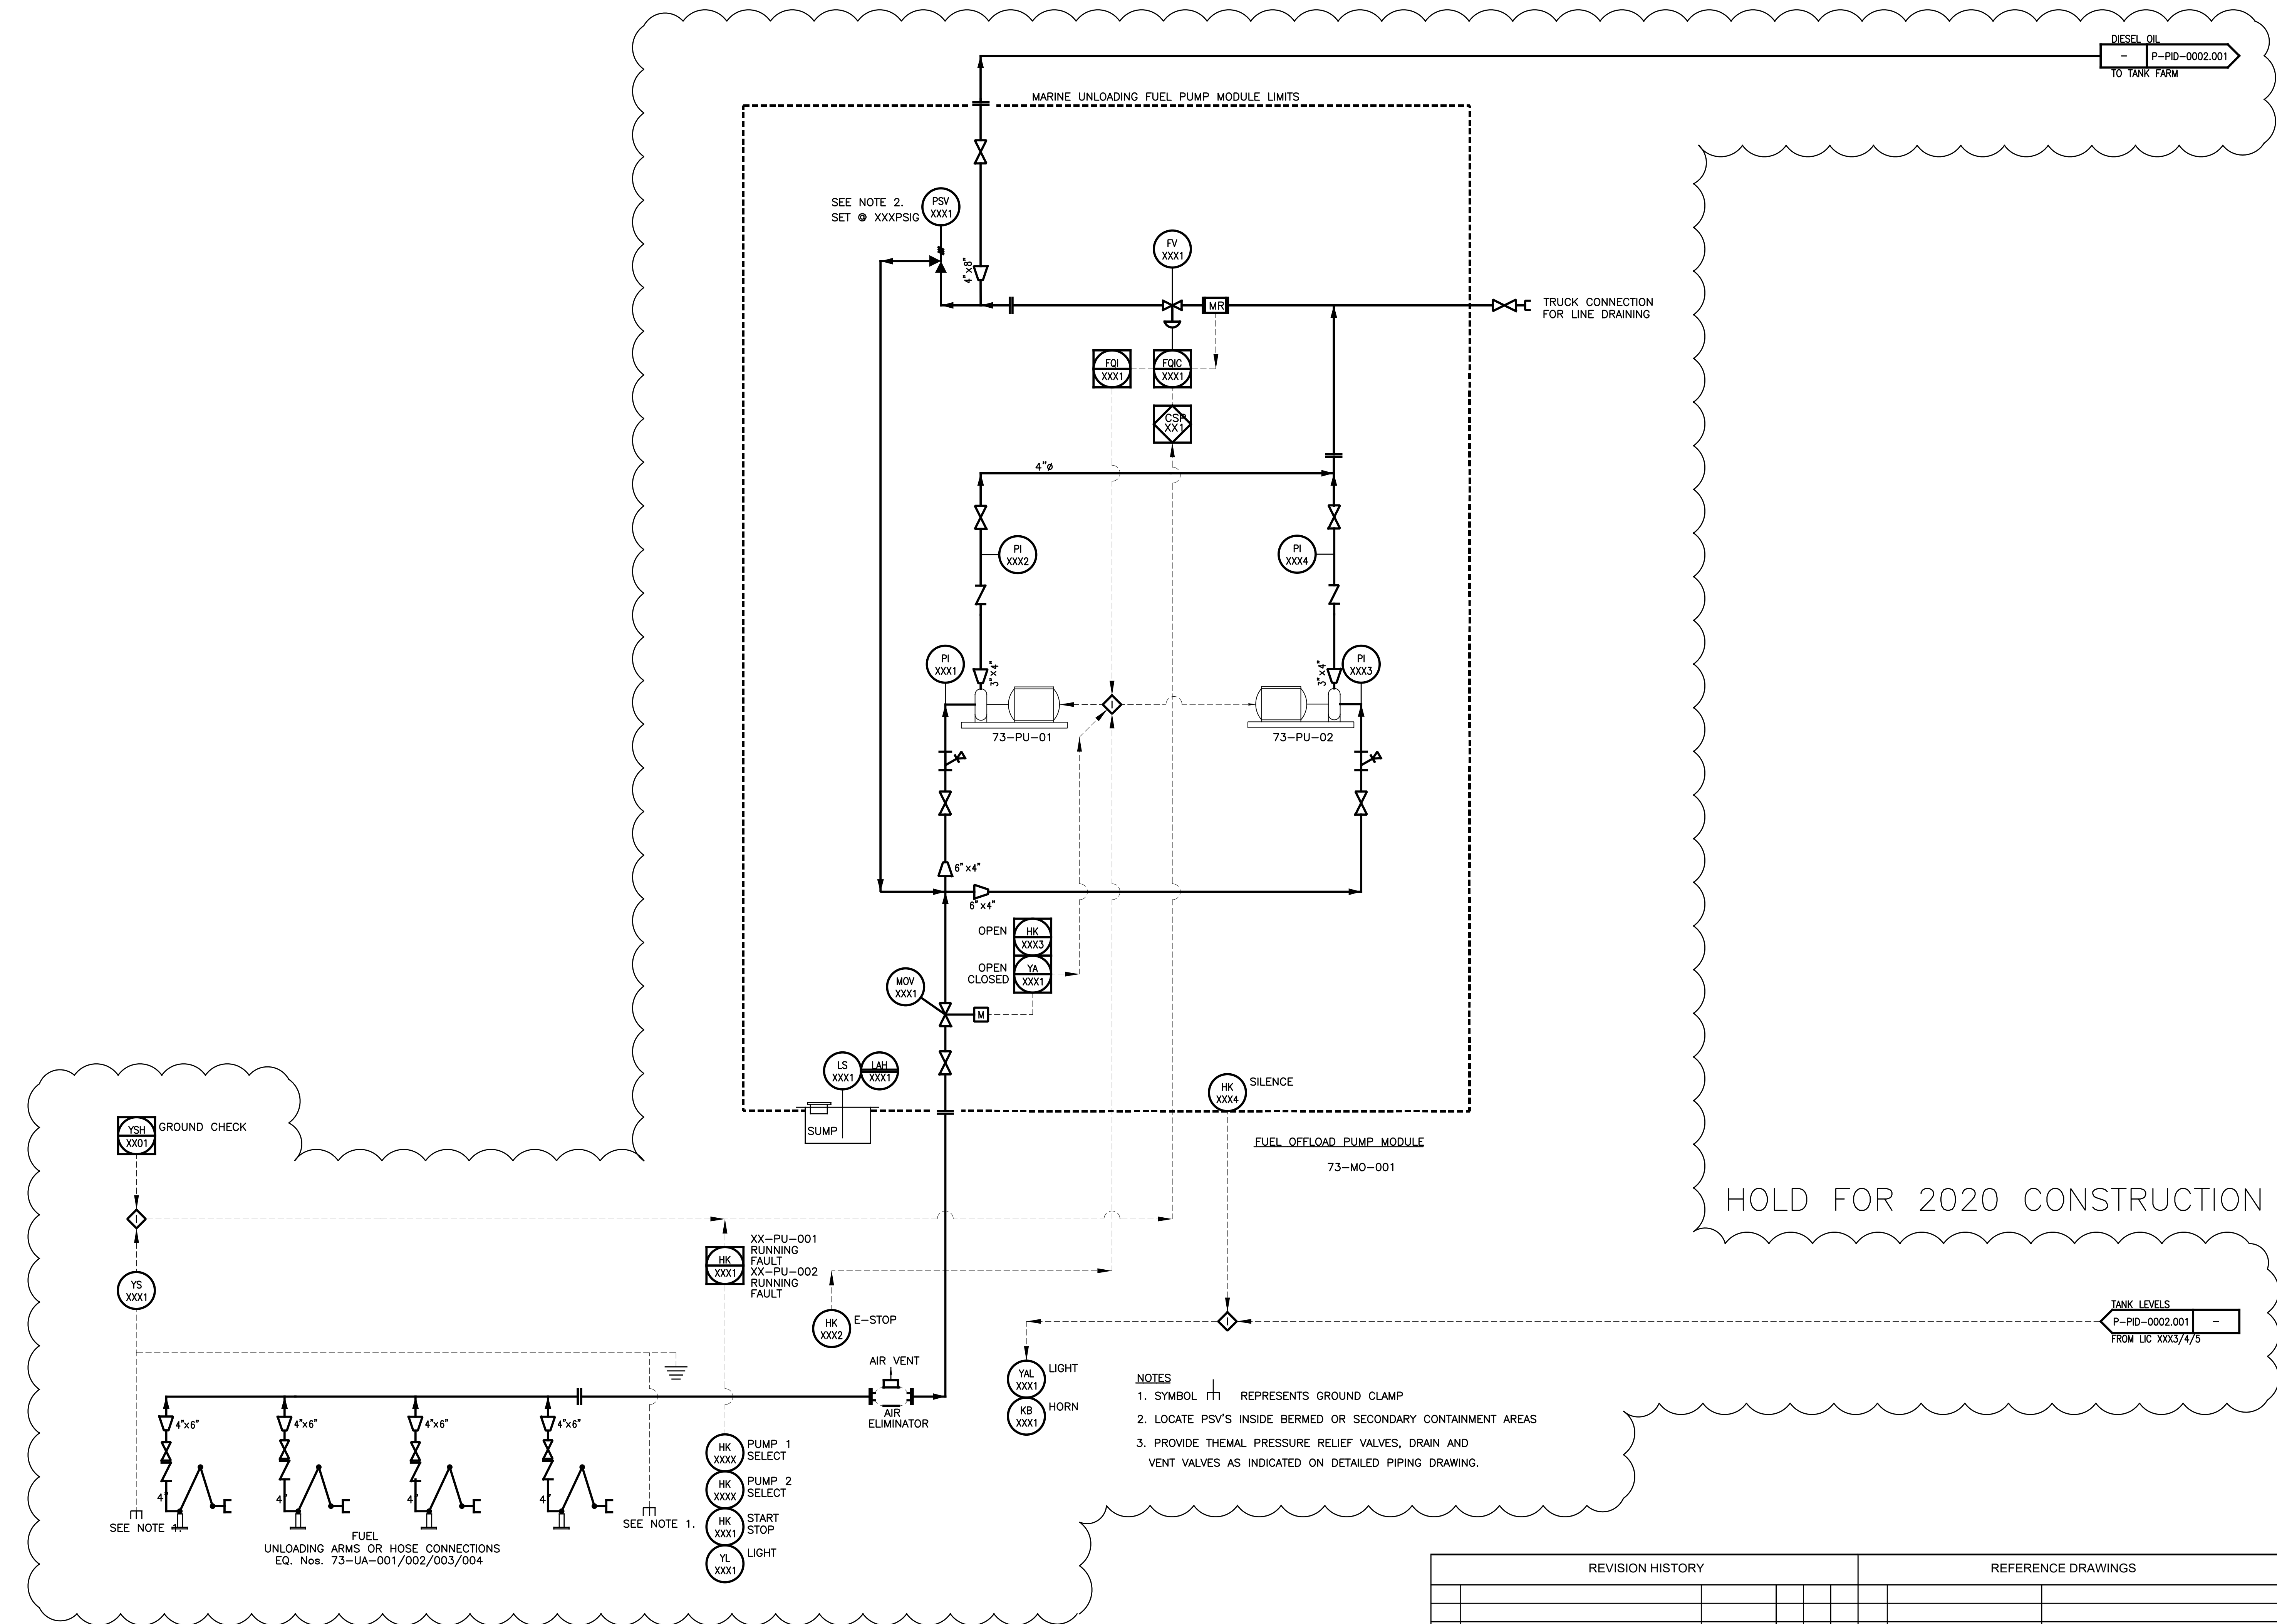 DIESEL OIL
- P-PID-0002.001
TO TANK FARM
MARINE UNLOADING FUEL PUMP MODULE LIMITS
SEE NOTE 2.
SET @ XXXPSIG
PSV
XXX1
4"x8"
FV
XXX1
MR
TRUCK CONNECTION
FOR LINE DRAINING
FQI
XXX1
FQIC
XXX1
CSP
XX1
4"ø
PI
XXX2
PI
XXX4
PI
XXX1
3"x4"
3"x4"
PI
XXX3
I
73-PU-01
73-PU-02
6"x4"
6"x4"
OPEN
HK
XXX3
OPEN
CLOSED
YA
XXX1
MOV
XXX1
M
LS
XXX1
LAH
XXX1
SUMP
HK
XXX4
SILENCE
FUEL OFFLOAD PUMP MODULE
73-MO-001
YSH
XX01
GROUND CHECK
HOLD FOR 2020 CONSTRUCTION
I
HK
XXX1
XX-PU-001
RUNNING
FAULT
XX-PU-002
RUNNING
FAULT
YS
XXX1
HK
XXX2
E-STOP
I
TANK LEVELS
P-PID-0002.001 -
FROM LIC XXX3/4/5
AIR VENT
AIR
ELIMINATOR
YAL
XXX1
LIGHT
KB
XXX1
HORN
NOTES
1. SYMBOL REPRESENTS GROUND CLAMP
2. LOCATE PSV'S INSIDE BERMED OR SECONDARY CONTAINMENT AREAS
3. PROVIDE THEMAL PRESSURE RELIEF VALVES, DRAIN AND
VENT VALVES AS INDICATED ON DETAILED PIPING DRAWING.
4"x6"
4"x6"
4"x6"
4"x6"
4"
4"
4"
4"
SEE NOTE 1.
SEE NOTE 1.
FUEL
UNLOADING ARMS OR HOSE CONNECTIONS
EQ. Nos. 73-UA-001/002/003/004
HK
XXXX
PUMP 1
SELECT
HK
XXXX
PUMP 2
SELECT
HK
XXX1
START
STOP
YL
XXX1
LIGHT
REVISION HISTORY
REFERENCE DRAWINGS